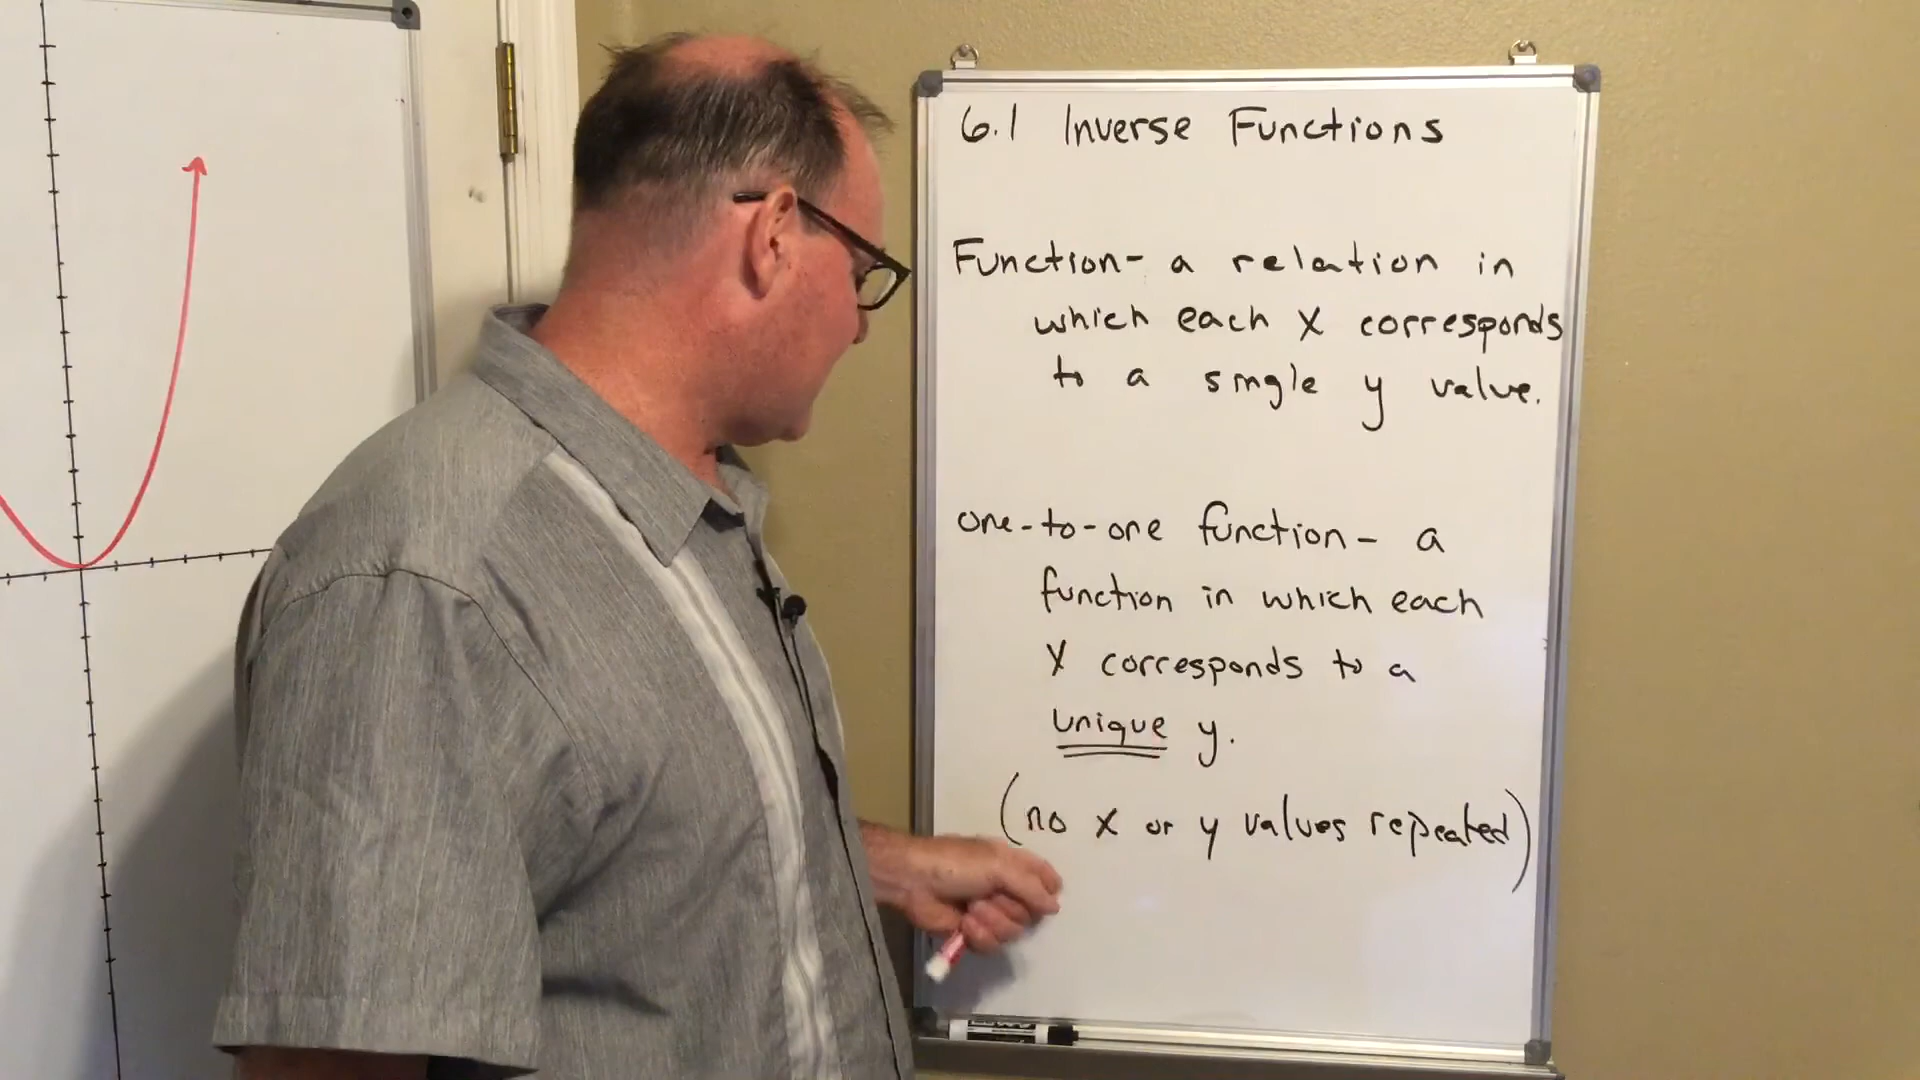 6.1 Inverse Functions
Function- a relation in
which each X corresponds
to a single y value.
one-to-one function- a
function in which each
X corresponds to a
unique y.
(no x or y values repeated)